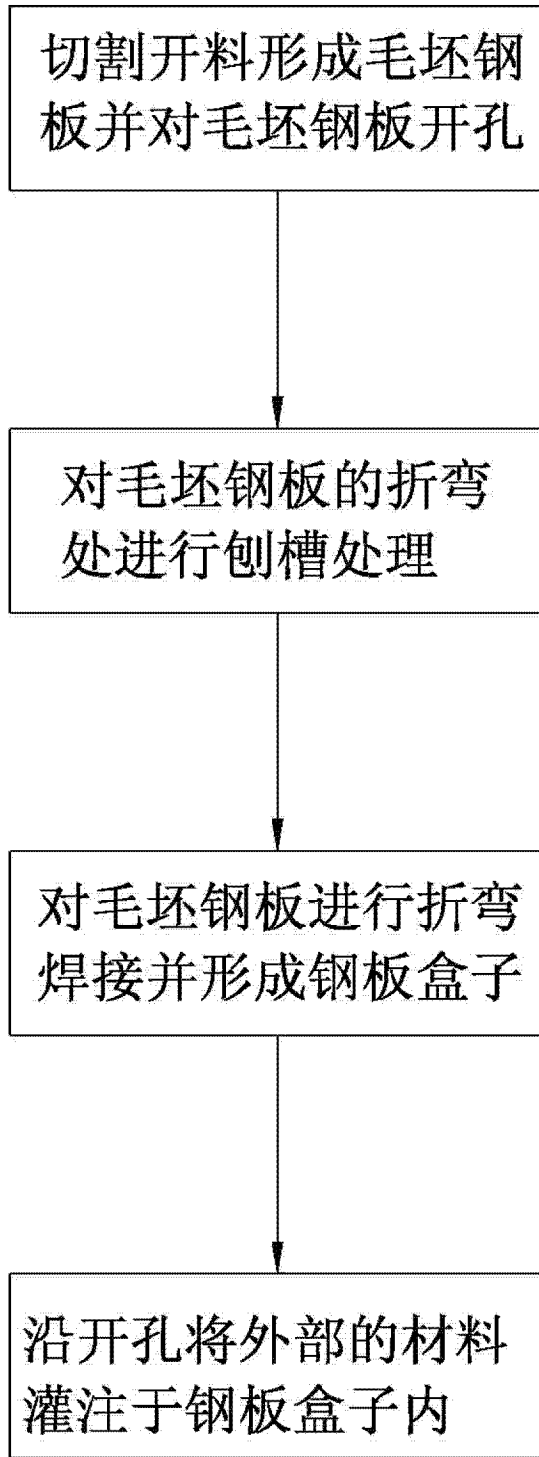 切割开料形成毛坯钢
板并对毛坯钢板开孔
对毛坯钢板的折弯
处进行刨槽处理
对毛坯钢板进行折弯
焊接并形成钢板盒子
沿开孔将外部的材料
灌注于钢板盒子内